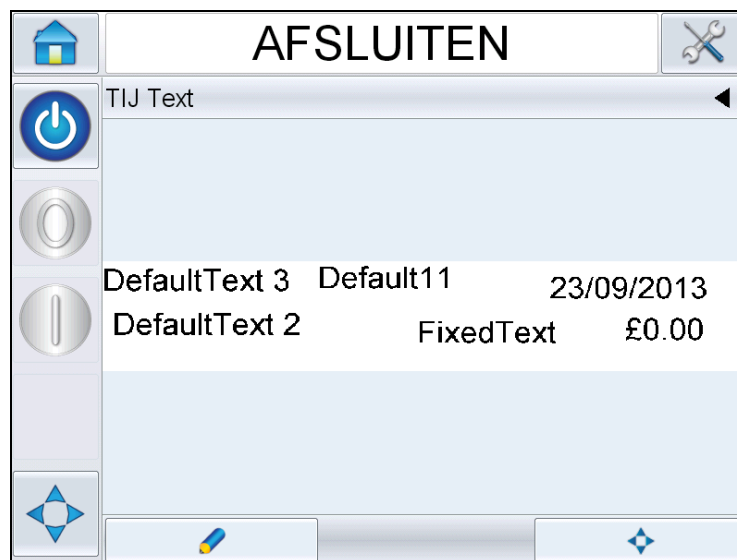 AFSLUITEN
TIJ Text
DefaultText 3 Default11 23/09/2013
DefaultText 2 FixedText £0.00